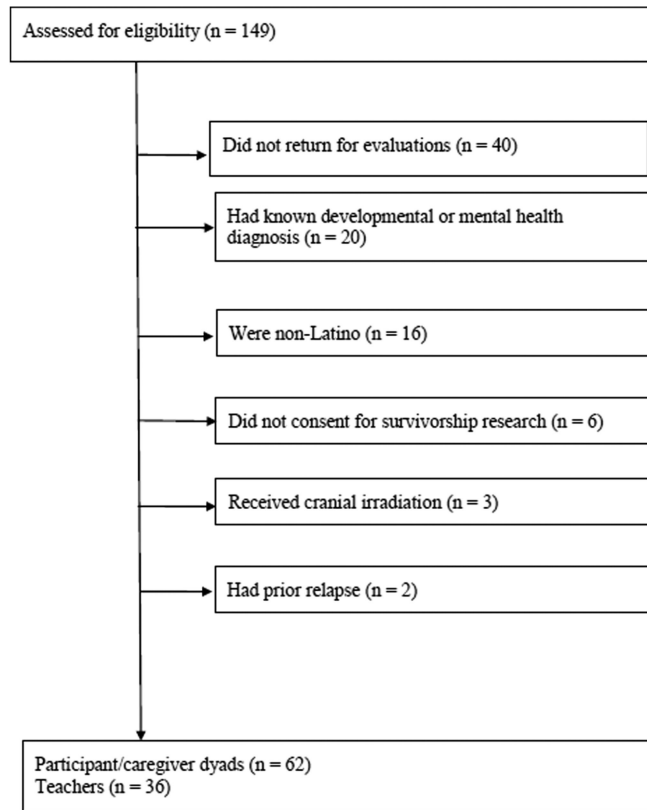 Assessed for eligibility (n = 149)
Did not return for evaluations (n = 40)
Had known developmental or mental health
diagnosis (n = 20)
Were non-Latino (n = 16)
Did not consent for survivorship research (n = 6)
Received cranial irradiation (n = 3)
Had prior relapse (n = 2)
Participant/caregiver dyads (n = 62)
Teachers (n = 36)